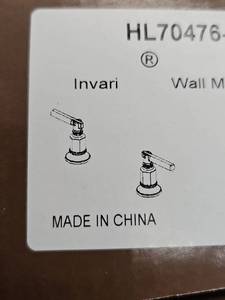 HL70476-
®
Invari Wall M
MADE IN CHINA